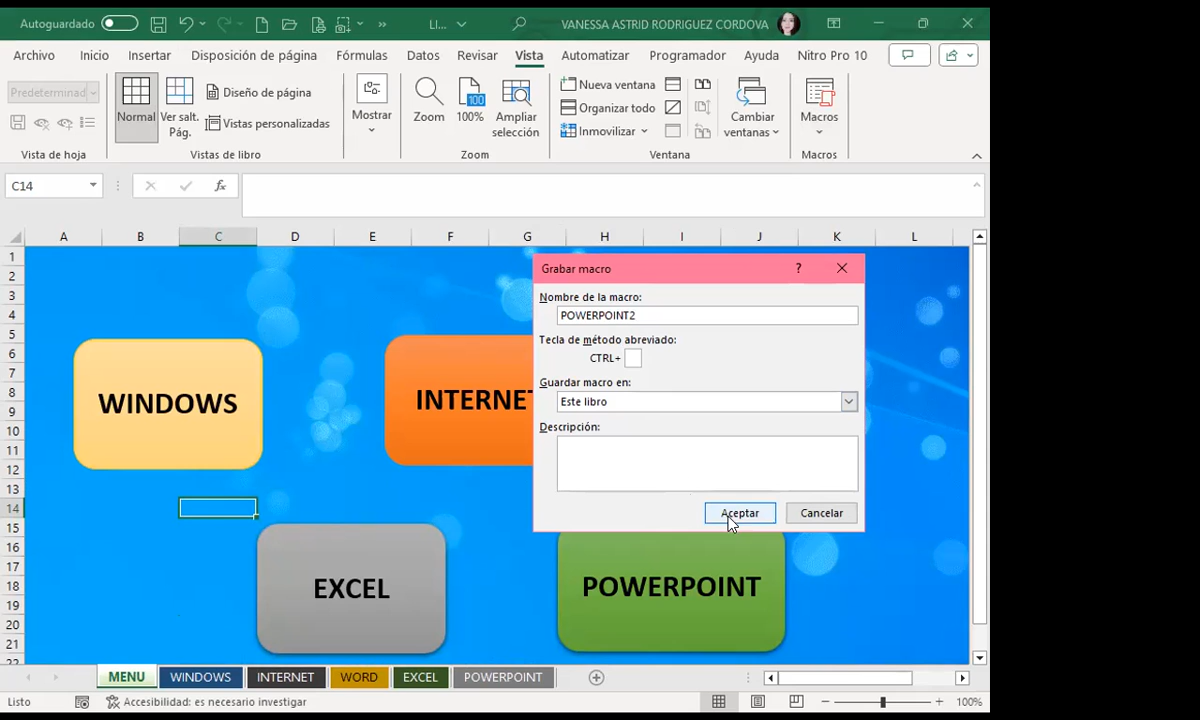 Autoguardado
LI...
VANESSA ASTRID RODRIGUEZ CORDOVA
Archivo Inicio Insertar Disposición de página Fórmulas Datos Revisar Vista Automatizar Programador Ayuda Nitro Pro 10
Predeterminad
Normal
Ver salt. Pág.
Diseño de página
Vistas personalizadas
Mostrar
Zoom
100
100%
Ampliar selección
Nueva ventana
Organizar todo
Inmovilizar
Cambiar ventanas
Macros
Vista de hoja Vistas de libro Zoom Ventana Macros
C14
fx
A B C D E F G H I J K L
1
2
3
4
5
6
7
8
9
10
11
12
13
14
15
16
17
18
19
20
21
22
WINDOWS
INTERNET
EXCEL
POWERPOINT
Grabar macro ?
Nombre de la macro:
POWERPOINT2
Tecla de método abreviado:
CTRL+
Guardar macro en:
Este libro
Descripción:
Aceptar Cancelar
MENU WINDOWS INTERNET WORD EXCEL POWERPOINT
Listo Accesibilidad: es necesario investigar 100%